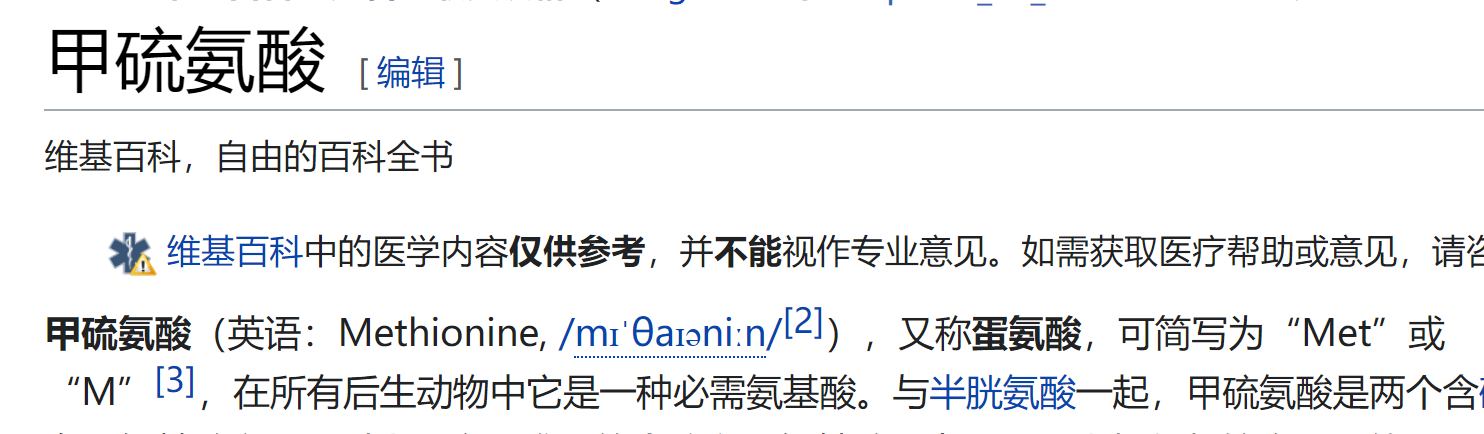 甲硫氨酸 [编辑]
维基百科，自由的百科全书
维基百科中的医学内容仅供参考，并不能视作专业意见。如需获取医疗帮助或意见，请咨
甲硫氨酸（英语：Methionine, /mɪˈθaɪəniːn/[2]），又称蛋氨酸，可简写为“Met”或
“M”[3]，在所有后生动物中它是一种必需氨基酸。与半胱氨酸一起，甲硫氨酸是两个含